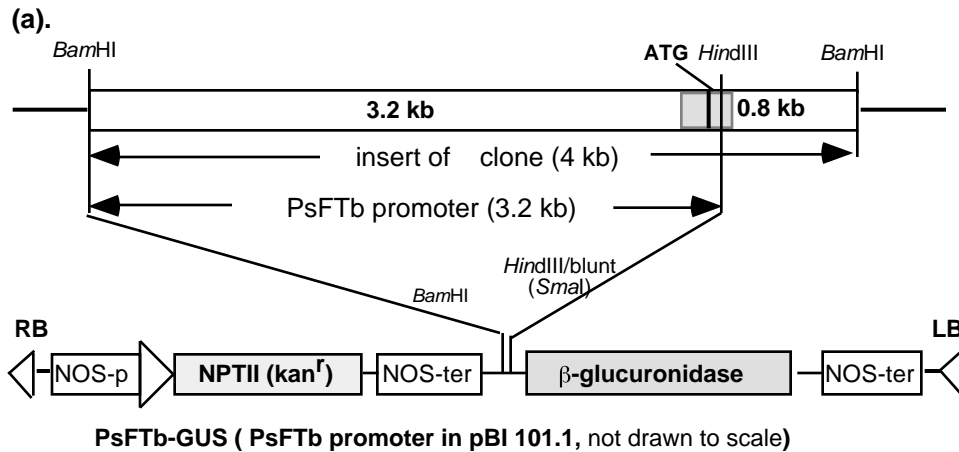 (a).
BamHI ATG HindIII BamHI
3.2 kb 0.8 kb
insert of clone (4 kb)
PsFTb promoter (3.2 kb)
HindIII/blunt
(SmaI)
BamHI
RB LB
NOS-p NPTII (kanʳ) NOS-ter β-glucuronidase NOS-ter
PsFTb-GUS ( PsFTb promoter in pBI 101.1, not drawn to scale)